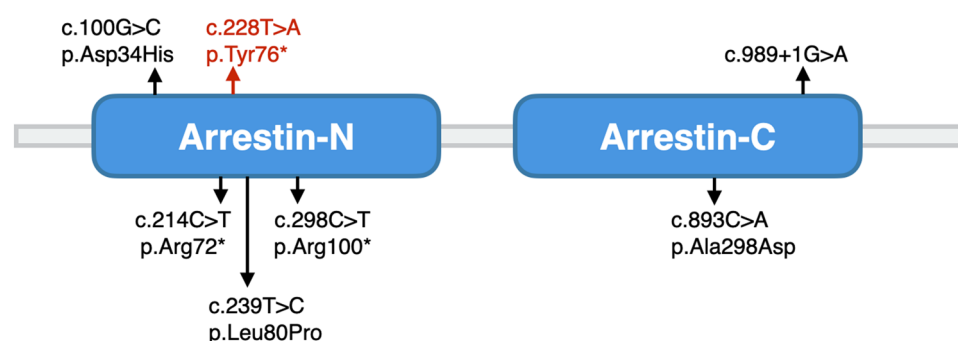 c.100G>C
p.Asp34His
c.228T>A
p.Tyr76*
c.989+1G>A
Arrestin-N
Arrestin-C
c.214C>T
p.Arg72*
c.298C>T
p.Arg100*
c.893C>A
p.Ala298Asp
c.239T>C
p.Leu80Pro